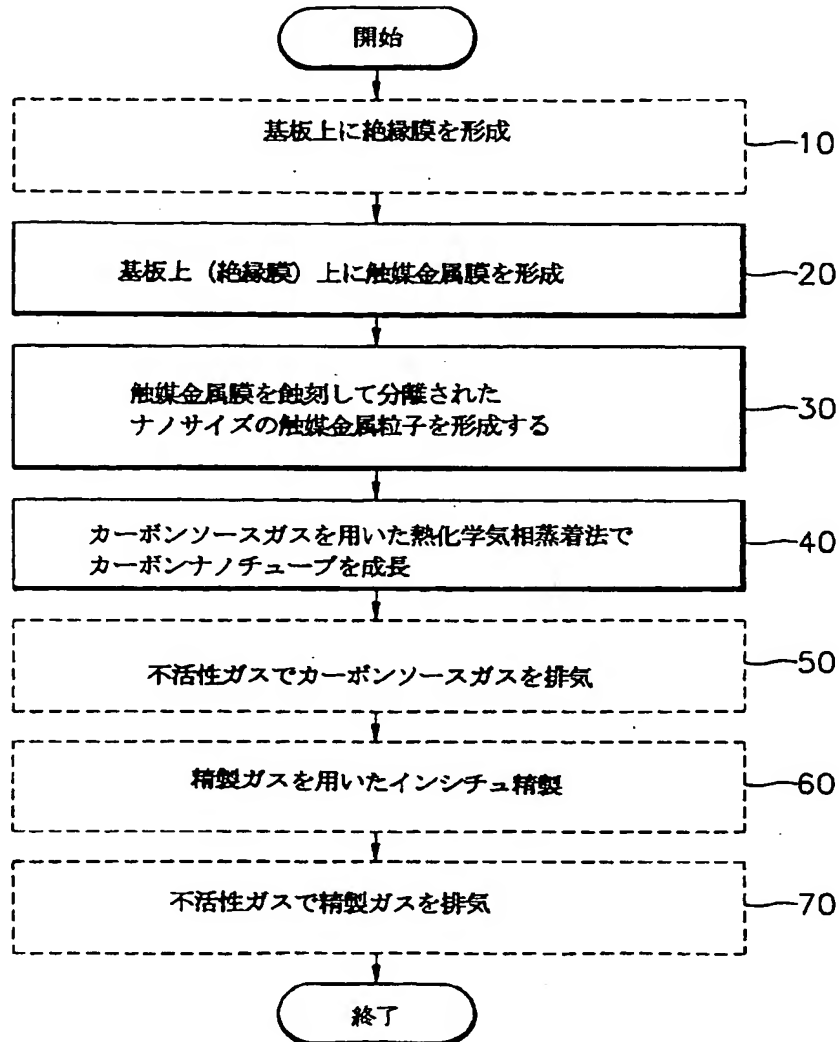 開始
基板上に絶縁膜を形成
10
基板上（絶縁膜）上に触媒金属膜を形成
20
触媒金属膜を蝕刻して分離された
ナノサイズの触媒金属粒子を形成する
30
カーボンソースガスを用いた熱化学気相蒸着法で
カーボンナノチューブを成長
40
不活性ガスでカーボンソースガスを排気
50
精製ガスを用いたインシチュ精製
60
不活性ガスで精製ガスを排気
70
終了